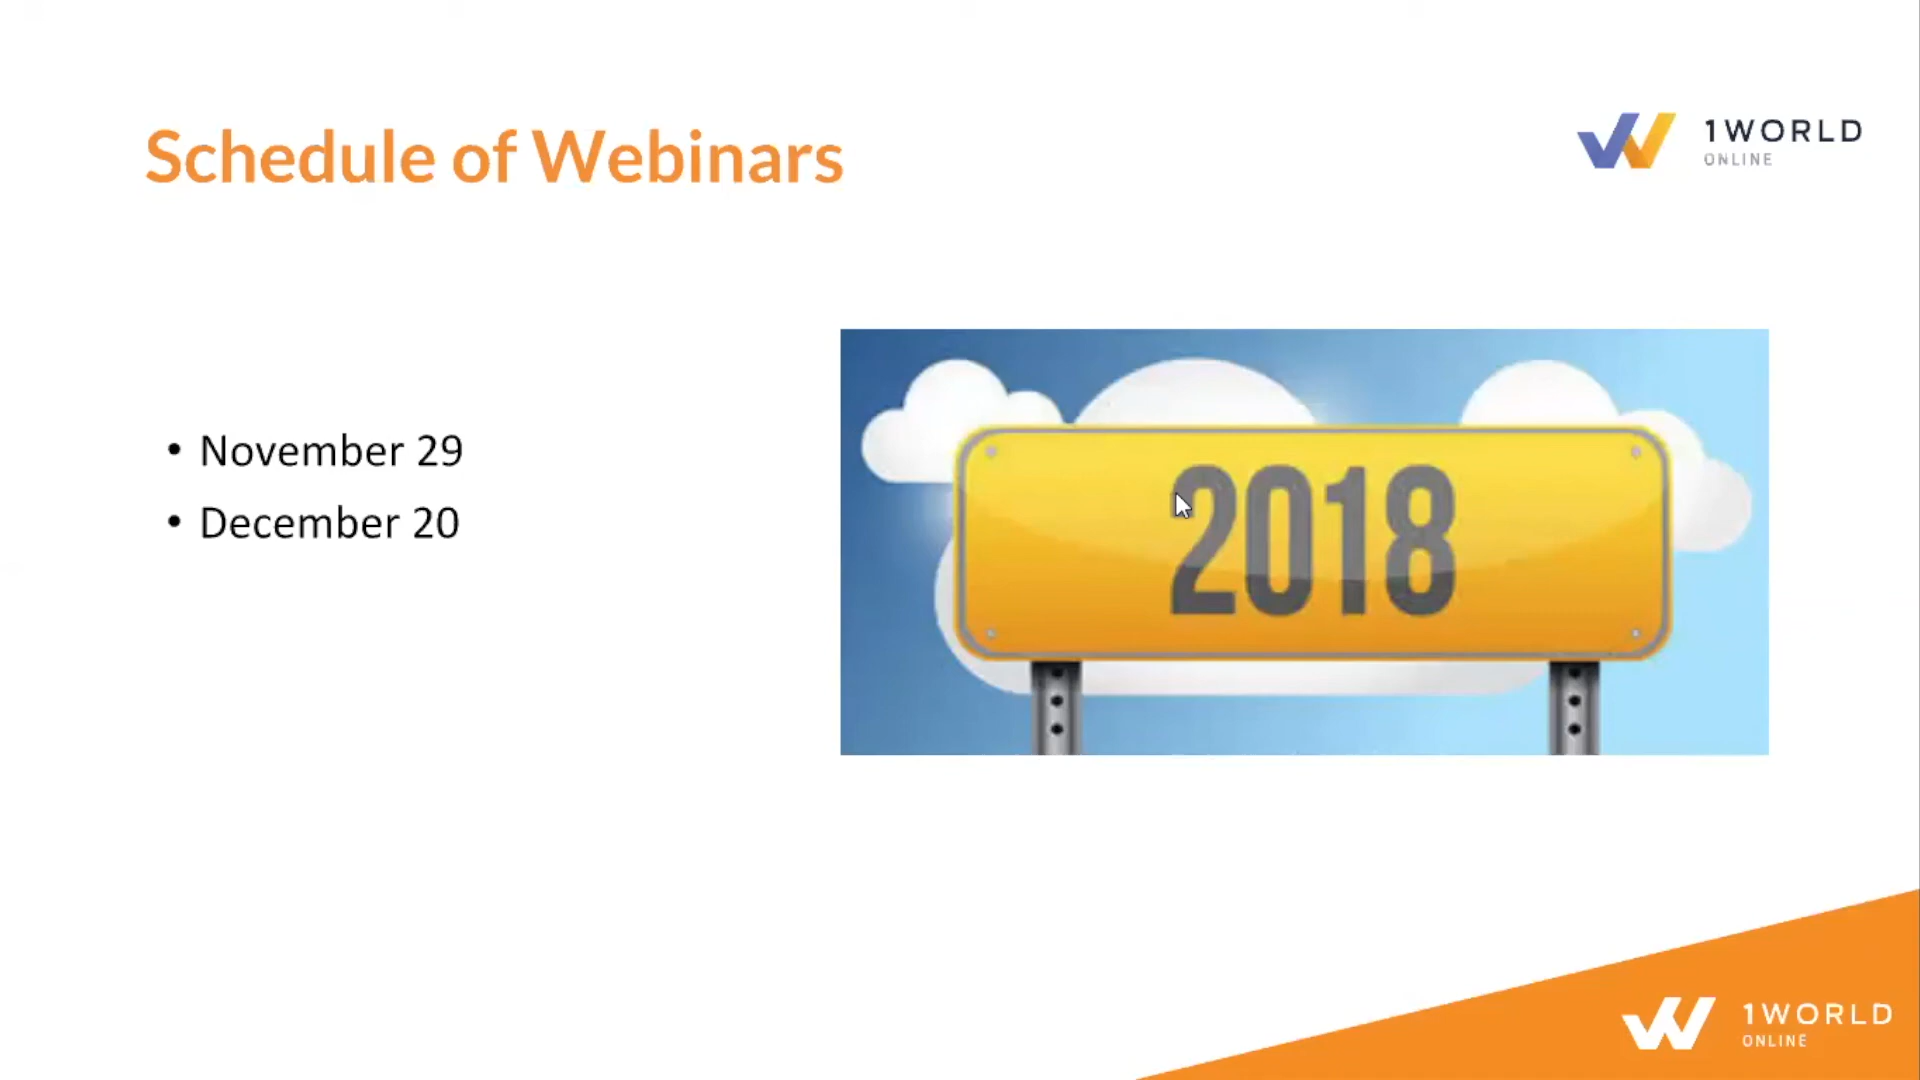 Schedule of Webinars
1WORLD
ONLINE
• November 29
• December 20
2018
1WORLD
ONLINE